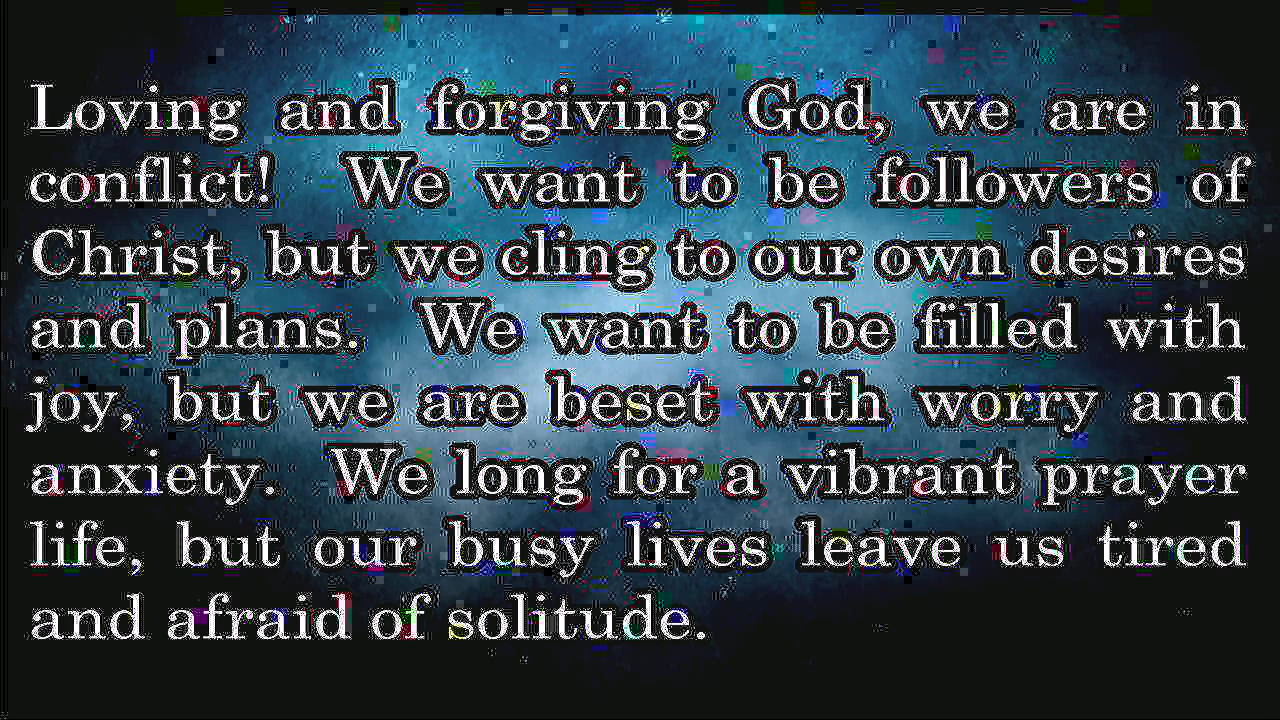 Loving and forgiving God, we are in
conflict! We want to be followers of
Christ, but we cling to our own desires
and plans. We want to be filled with
joy, but we are beset with worry and
anxiety. We long for a vibrant prayer
life, but our busy lives leave us tired
and afraid of solitude.